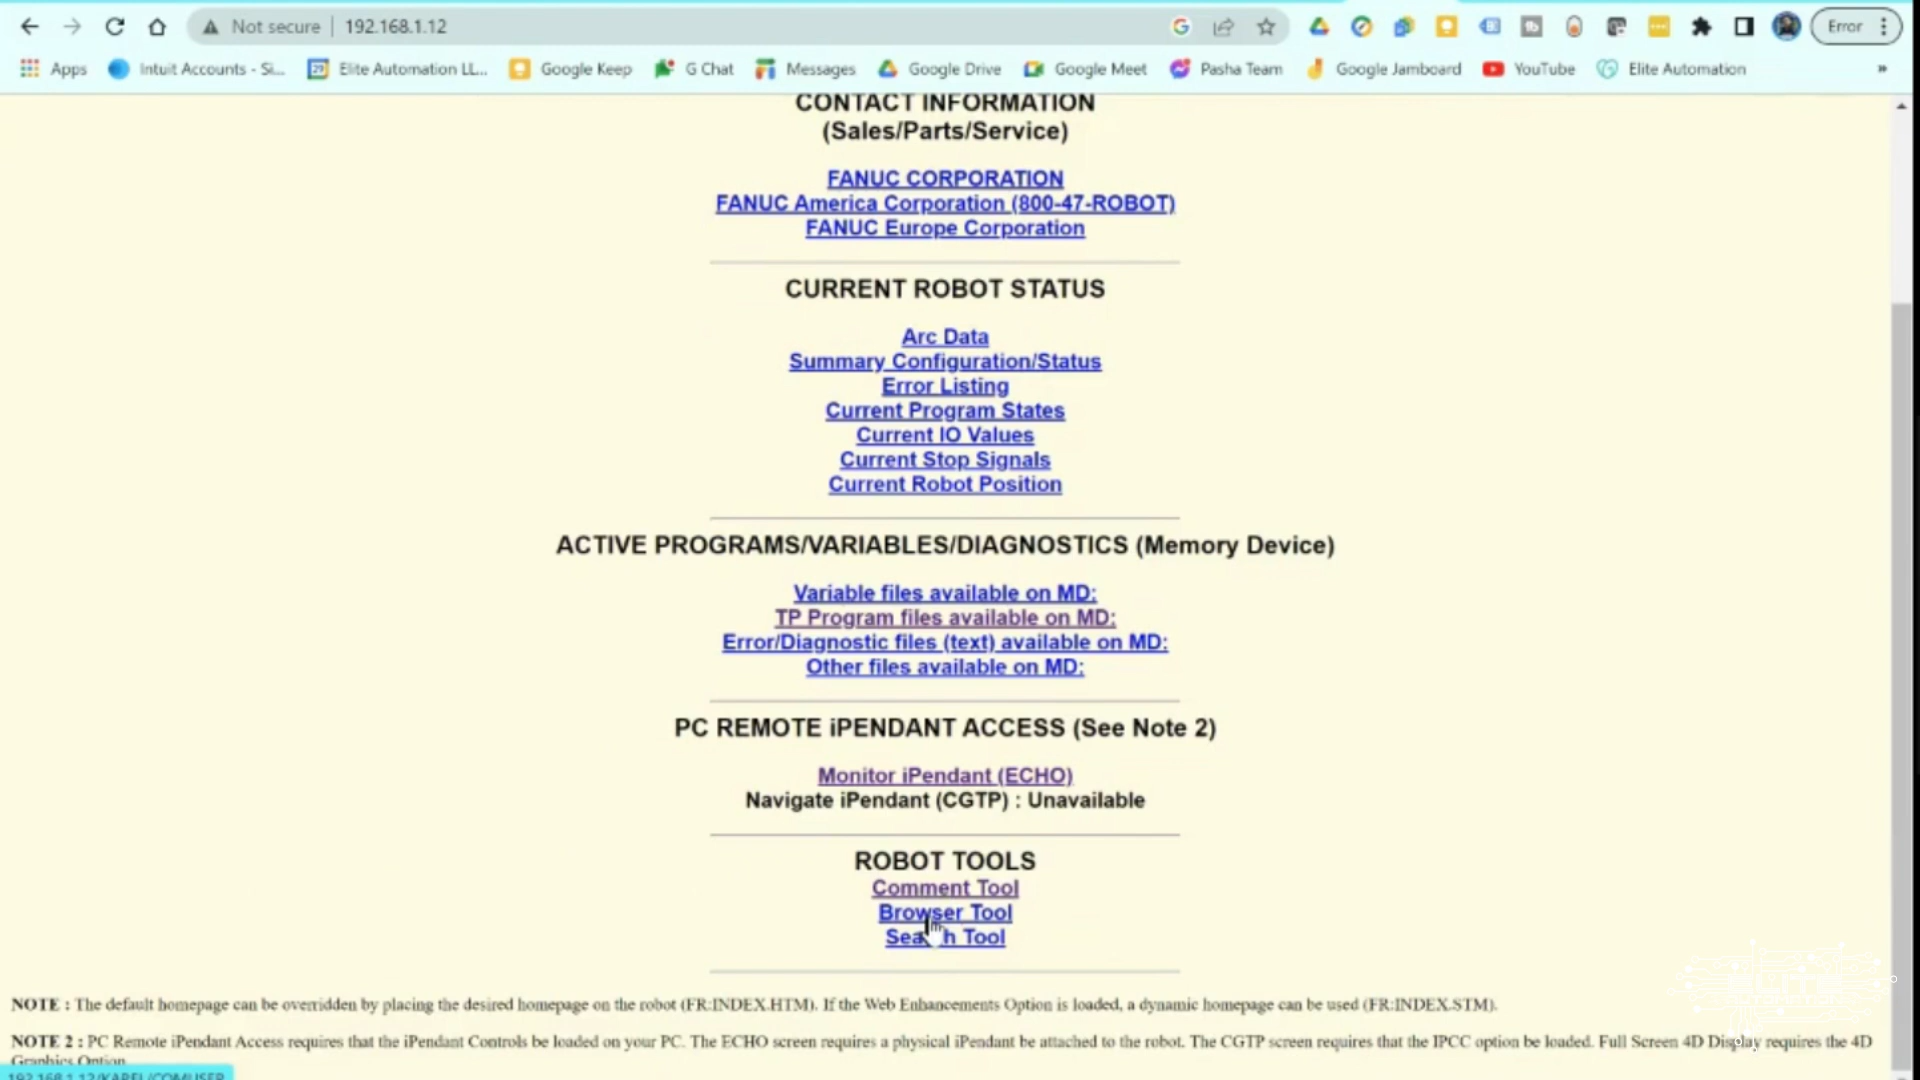 Not secure | 192.168.1.12
Error
Apps Intuit Accounts - Si... Elite Automation LL... Google Keep G Chat Messages Google Drive Google Meet Pasha Team Google Jamboard YouTube Elite Automation »
CONTACT INFORMATION
(Sales/Parts/Service)
FANUC CORPORATION
FANUC America Corporation (800-47-ROBOT)
FANUC Europe Corporation
CURRENT ROBOT STATUS
Arc Data
Summary Configuration/Status
Error Listing
Current Program States
Current IO Values
Current Stop Signals
Current Robot Position
ACTIVE PROGRAMS/VARIABLES/DIAGNOSTICS (Memory Device)
Variable files available on MD:
TP Program files available on MD:
Error/Diagnostic files (text) available on MD:
Other files available on MD:
PC REMOTE iPENDANT ACCESS (See Note 2)
Monitor iPendant (ECHO)
Navigate iPendant (CGTP) : Unavailable
ROBOT TOOLS
Comment Tool
Browser Tool
Search Tool
NOTE : The default homepage can be overridden by placing the desired homepage on the robot (FR:INDEX.HTM). If the Web Enhancements Option is loaded, a dynamic homepage can be used (FR:INDEX.STM).
NOTE 2 : PC Remote iPendant Access requires that the iPendant Controls be loaded on your PC. The ECHO screen requires a physical iPendant be attached to the robot. The CGTP screen requires that the IPCC option be loaded. Full Screen 4D Display requires the 4D
Graphics Option
192.168.1.12/KAREL/COMUSER